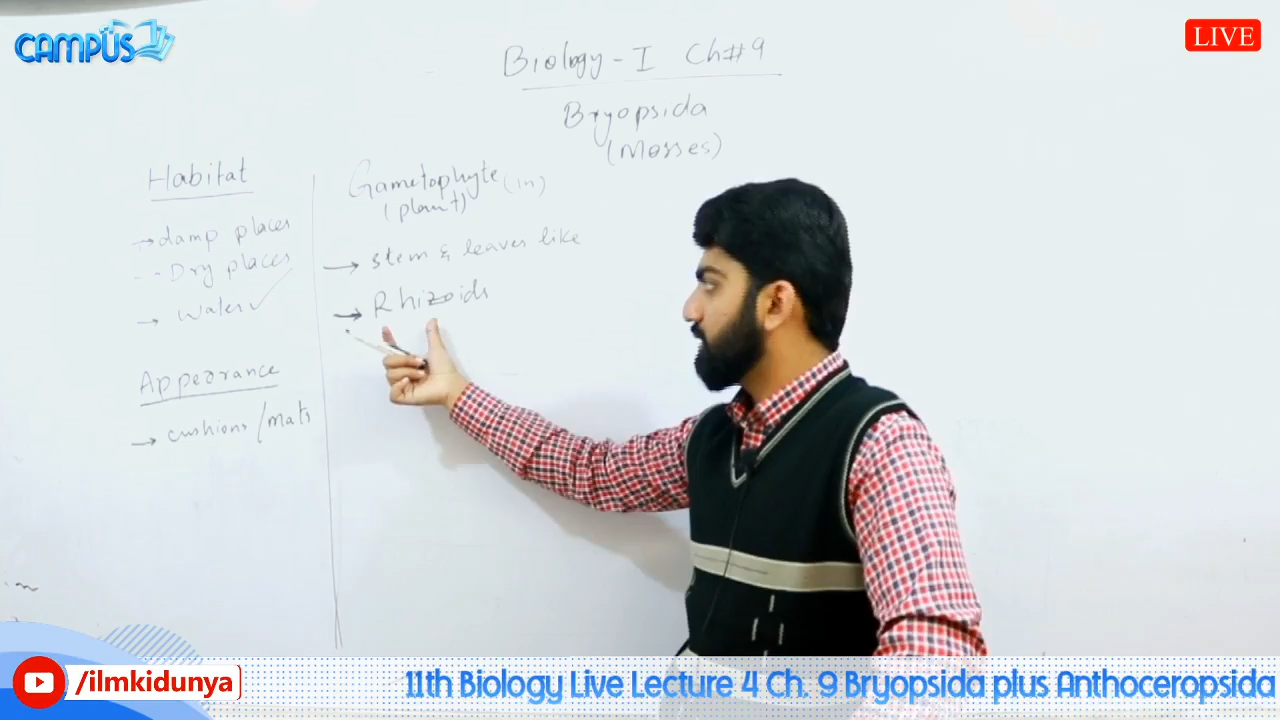 CAMPUS
LIVE
Biology - I Ch#9
Bryopsida
(Mosses)
Habitat
→ damp places
-- Dry places
→ Water ✓
Appearance
→ cushions/mats
Gametophyte (1n)
(plant)
→ stem & leaves like
→ Rhizoids
/ilmkidunya
11th Biology Live Lecture 4 Ch. 9 Bryopsida plus Anthoceropsida